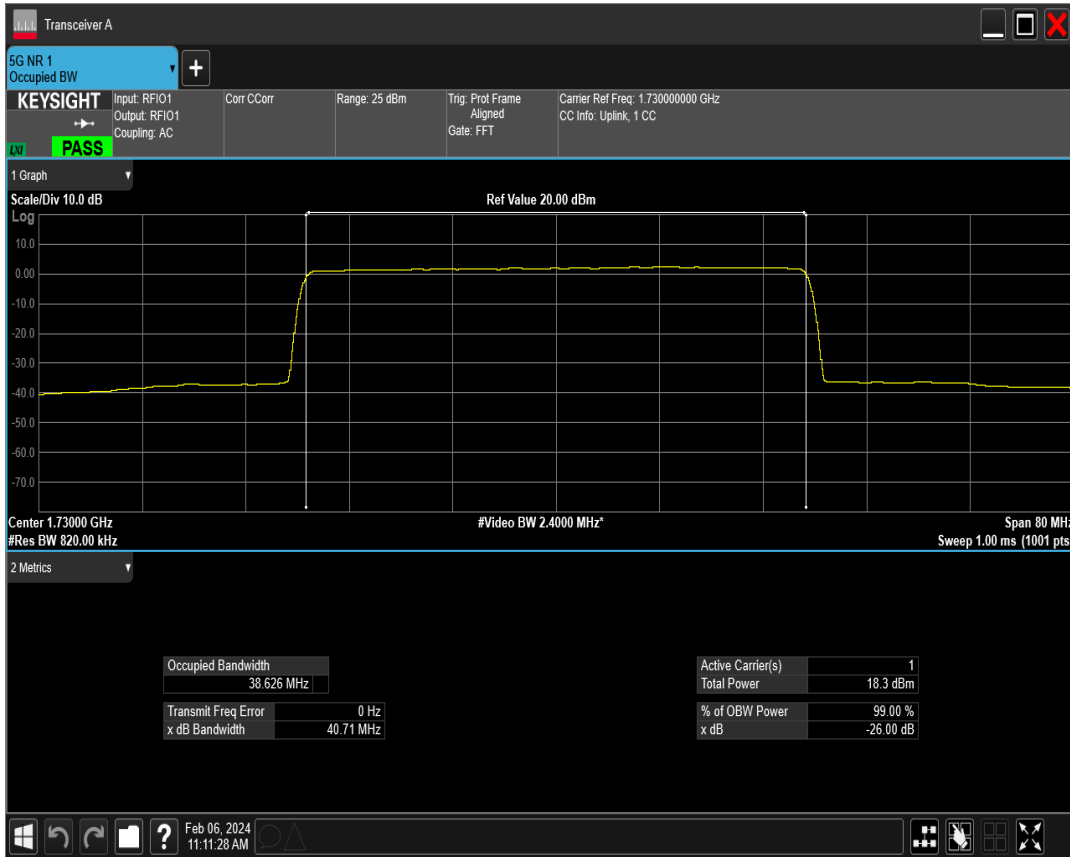 Transceiver A
5G NR 1
Occupied BW
KEYSIGHT
LXI
PASS
Input: RFIO1
Output: RFIO1
Coupling: AC
Corr CCorr
Range: 25 dBm
Trig: Prot Frame
Aligned
Gate: FFT
Carrier Ref Freq: 1.730000000 GHz
CC Info: Uplink, 1 CC
1 Graph
Scale/Div 10.0 dB
Ref Value 20.00 dBm
Log
10.0
0.00
-10.0
-20.0
-30.0
-40.0
-50.0
-60.0
-70.0
Center 1.73000 GHz
#Video BW 2.4000 MHz*
Span 80 MHz
#Res BW 820.00 kHz
Sweep 1.00 ms (1001 pts
2 Metrics
Occupied Bandwidth
38.626 MHz
Transmit Freq Error 0 Hz
x dB Bandwidth 40.71 MHz
Active Carrier(s) 1
Total Power 18.3 dBm
% of OBW Power 99.00 %
x dB -26.00 dB
?
Feb 06, 2024
11:11:28 AM